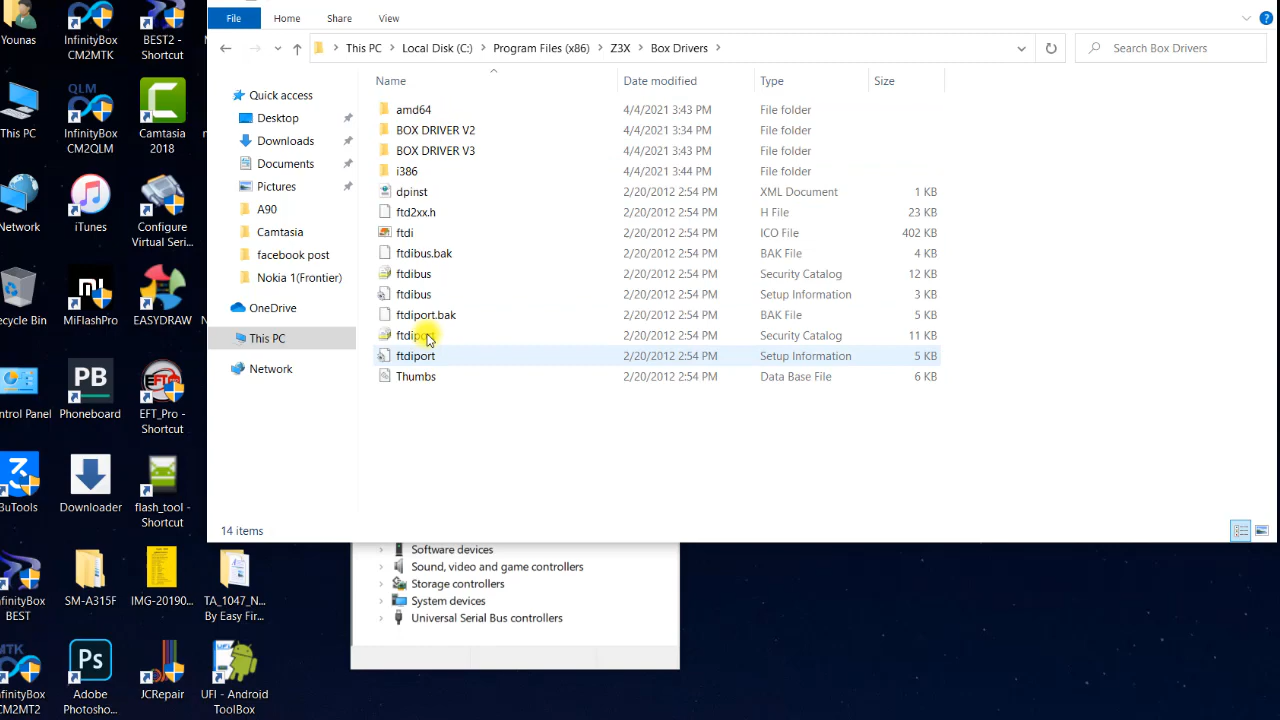 File Home Share View
This PC Local Disk (C:) Program Files (x86) Z3X Box Drivers
Search Box Drivers
Name Date modified Type Size
Quick access
Desktop
Downloads
Documents
Pictures
A90
Camtasia
facebook post
Nokia 1(Frontier)
OneDrive
This PC
Network
amd64 4/4/2021 3:43 PM File folder
BOX DRIVER V2 4/4/2021 3:34 PM File folder
BOX DRIVER V3 4/4/2021 3:43 PM File folder
i386 4/4/2021 3:44 PM File folder
dpinst 2/20/2012 2:54 PM XML Document 1 KB
ftd2xx.h 2/20/2012 2:54 PM H File 23 KB
ftdi 2/20/2012 2:54 PM ICO File 402 KB
ftdibus.bak 2/20/2012 2:54 PM BAK File 4 KB
ftdibus 2/20/2012 2:54 PM Security Catalog 12 KB
ftdibus 2/20/2012 2:54 PM Setup Information 3 KB
ftdiport.bak 2/20/2012 2:54 PM BAK File 5 KB
ftdiport 2/20/2012 2:54 PM Security Catalog 11 KB
ftdiport 2/20/2012 2:54 PM Setup Information 5 KB
Thumbs 2/20/2012 2:54 PM Data Base File 6 KB
14 items
Software devices
Sound, video and game controllers
Storage controllers
System devices
Universal Serial Bus controllers
Younas
InfinityBox
CM2MTK
BEST2 -
Shortcut
This PC
QLM
InfinityBox
CM2QLM
Camtasia
2018
Network
iTunes
Configure
Virtual Seri...
ecycle Bin
MiFlashPro
EASYDRAW
ntrol Panel
PB
Phoneboard
EFT
EFT_Pro -
Shortcut
3uTools
Downloader
flash_tool -
Shortcut
nfinityBox
BEST
SM-A315F
IMG-20190...
TA_1047_N...
By Easy Fir...
MTK
nfinityBox
CM2MT2
Ps
Adobe
Photosho...
JCRepair
UFI
UFI - Android
ToolBox